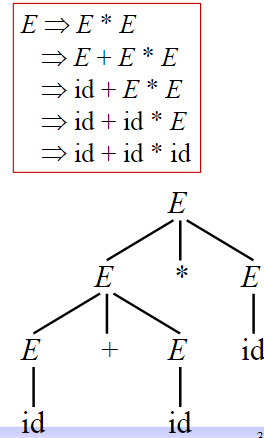 E ⇒ E * E
⇒ E + E * E
⇒ id + E * E
⇒ id + id * E
⇒ id + id * id
E
E * E
E + E id
id id